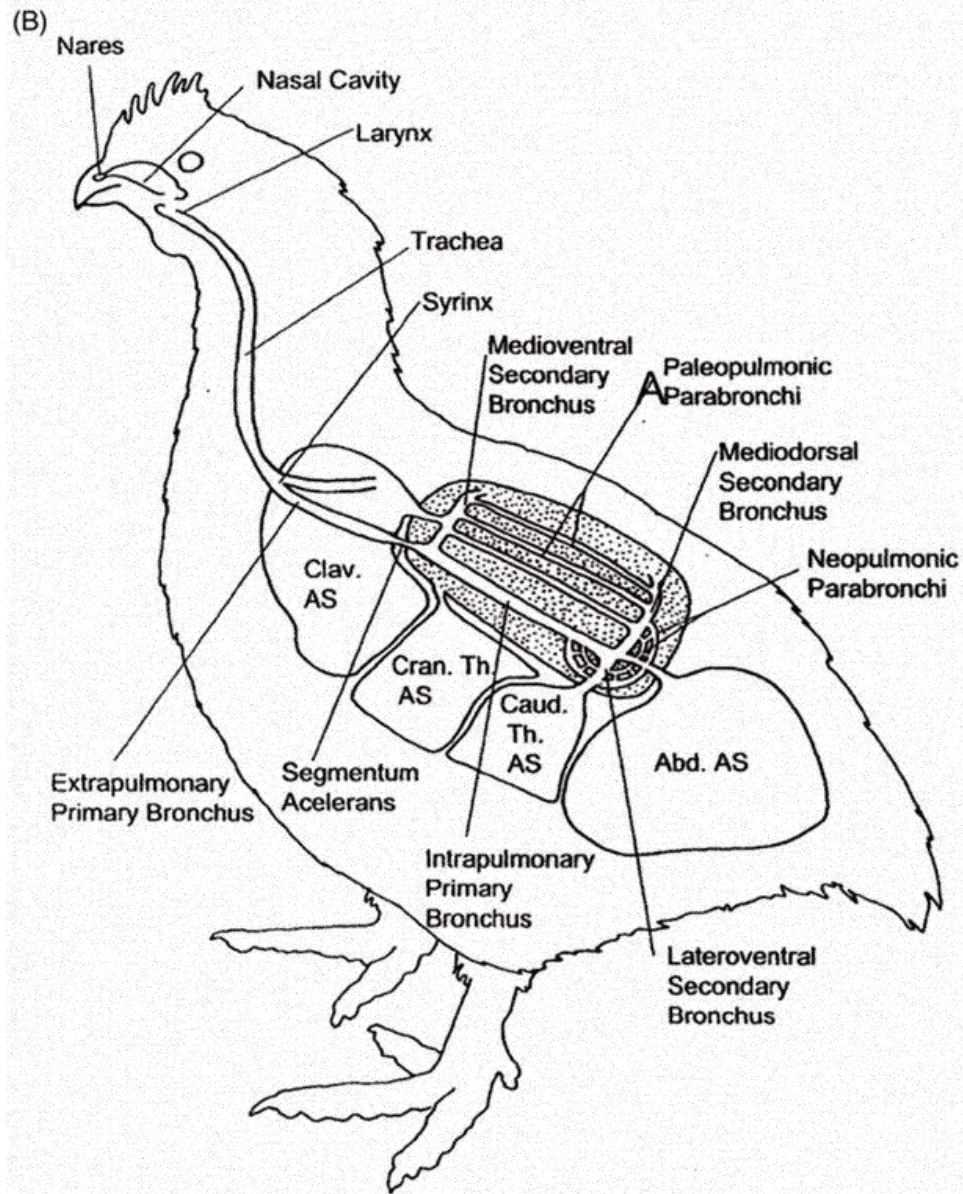 (B)
Nares
Nasal Cavity
Larynx
Trachea
Syrinx
Medioventral
Secondary
Bronchus
A
Paleopulmonic
Parabronchi
Mediodorsal
Secondary
Bronchus
Neopulmonic
Parabronchi
Clav.
AS
Cran. Th.
AS
Caud.
Th.
AS
Abd. AS
Extrapulmonary
Primary Bronchus
Segmentum
Acelerans
Intrapulmonary
Primary
Bronchus
Lateroventral
Secondary
Bronchus